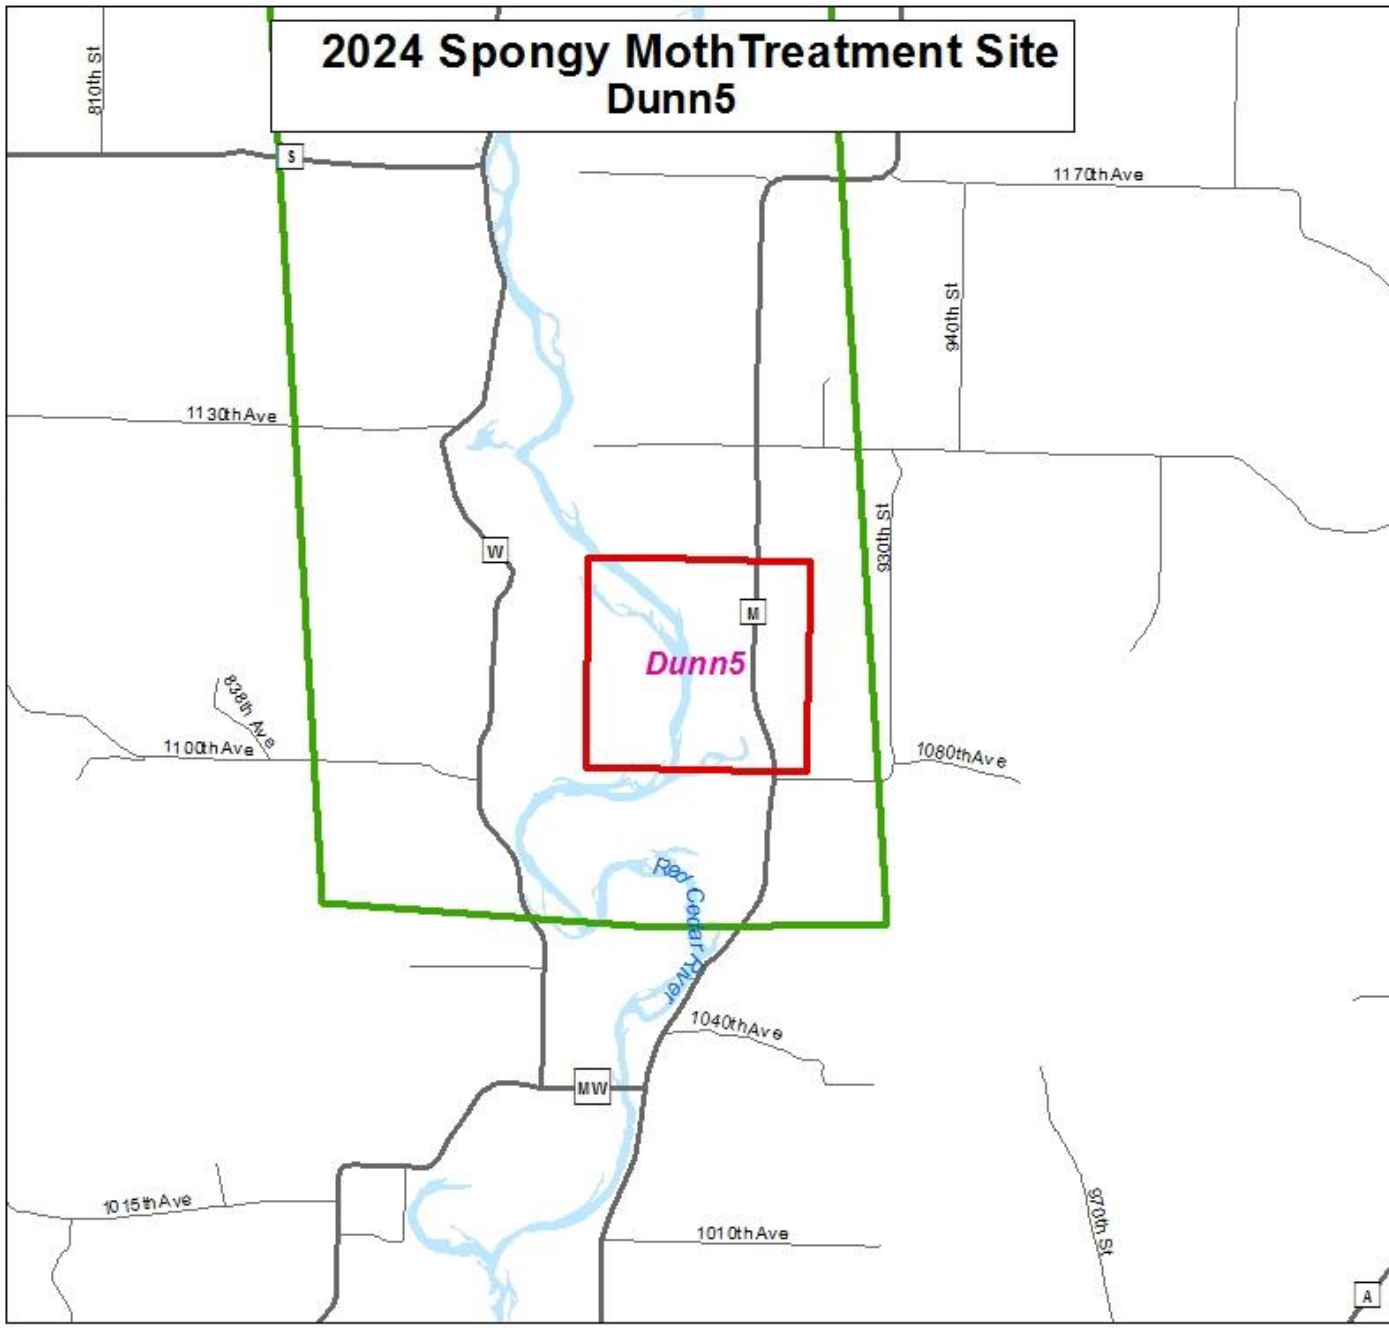 2024 Spongy MothTreatment Site
Dunn5
810th St
S
1170th Ave
940th St
1130th Ave
930th St
W
M
Dunn5
838th Ave
1100th Ave
1080th Ave
Red Cedar River
1040th Ave
MW
1015th Ave
970th St
1010th Ave
A